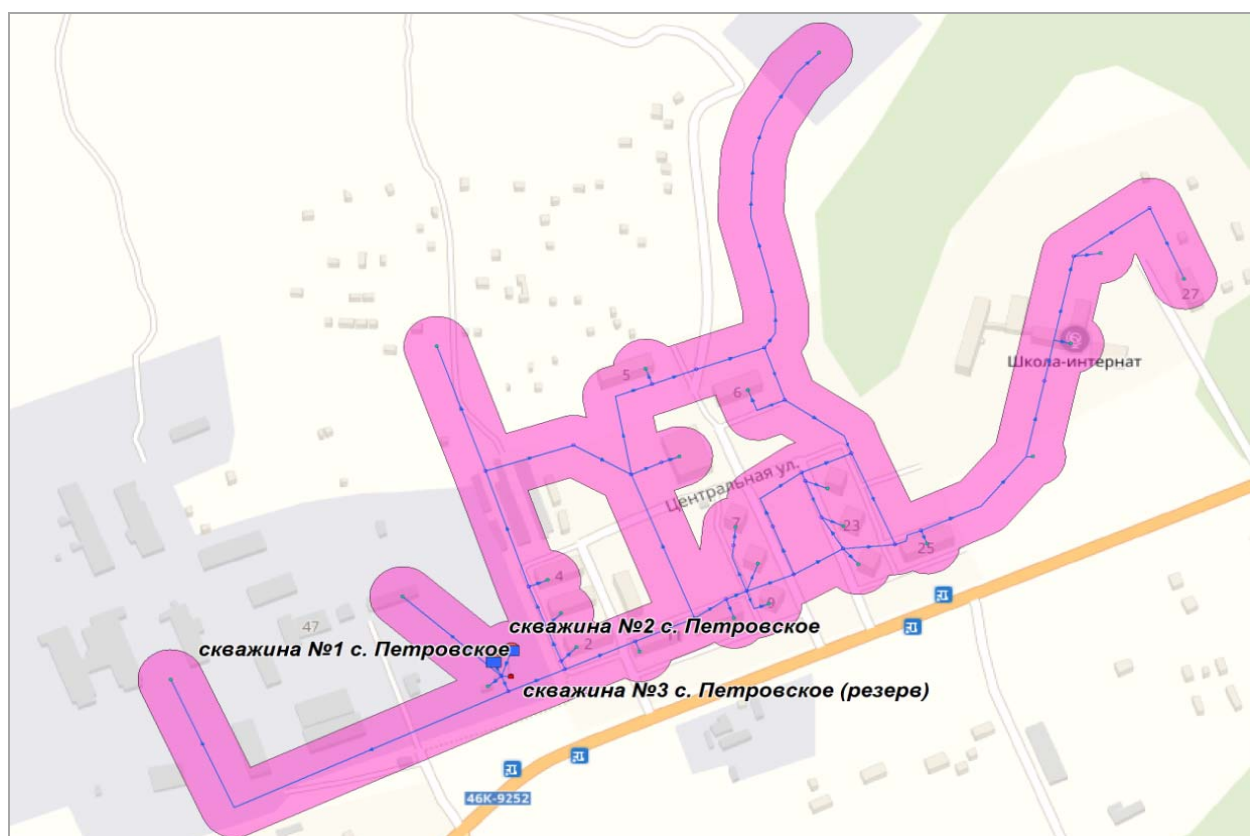 27
Школа-интернат
5
6
Центральная ул.
7
23
25
4
9
47
скважина №2 с. Петровское
2
11
скважина №1 с. Петровское
скважина №3 с. Петровское (резерв)
46К-9252